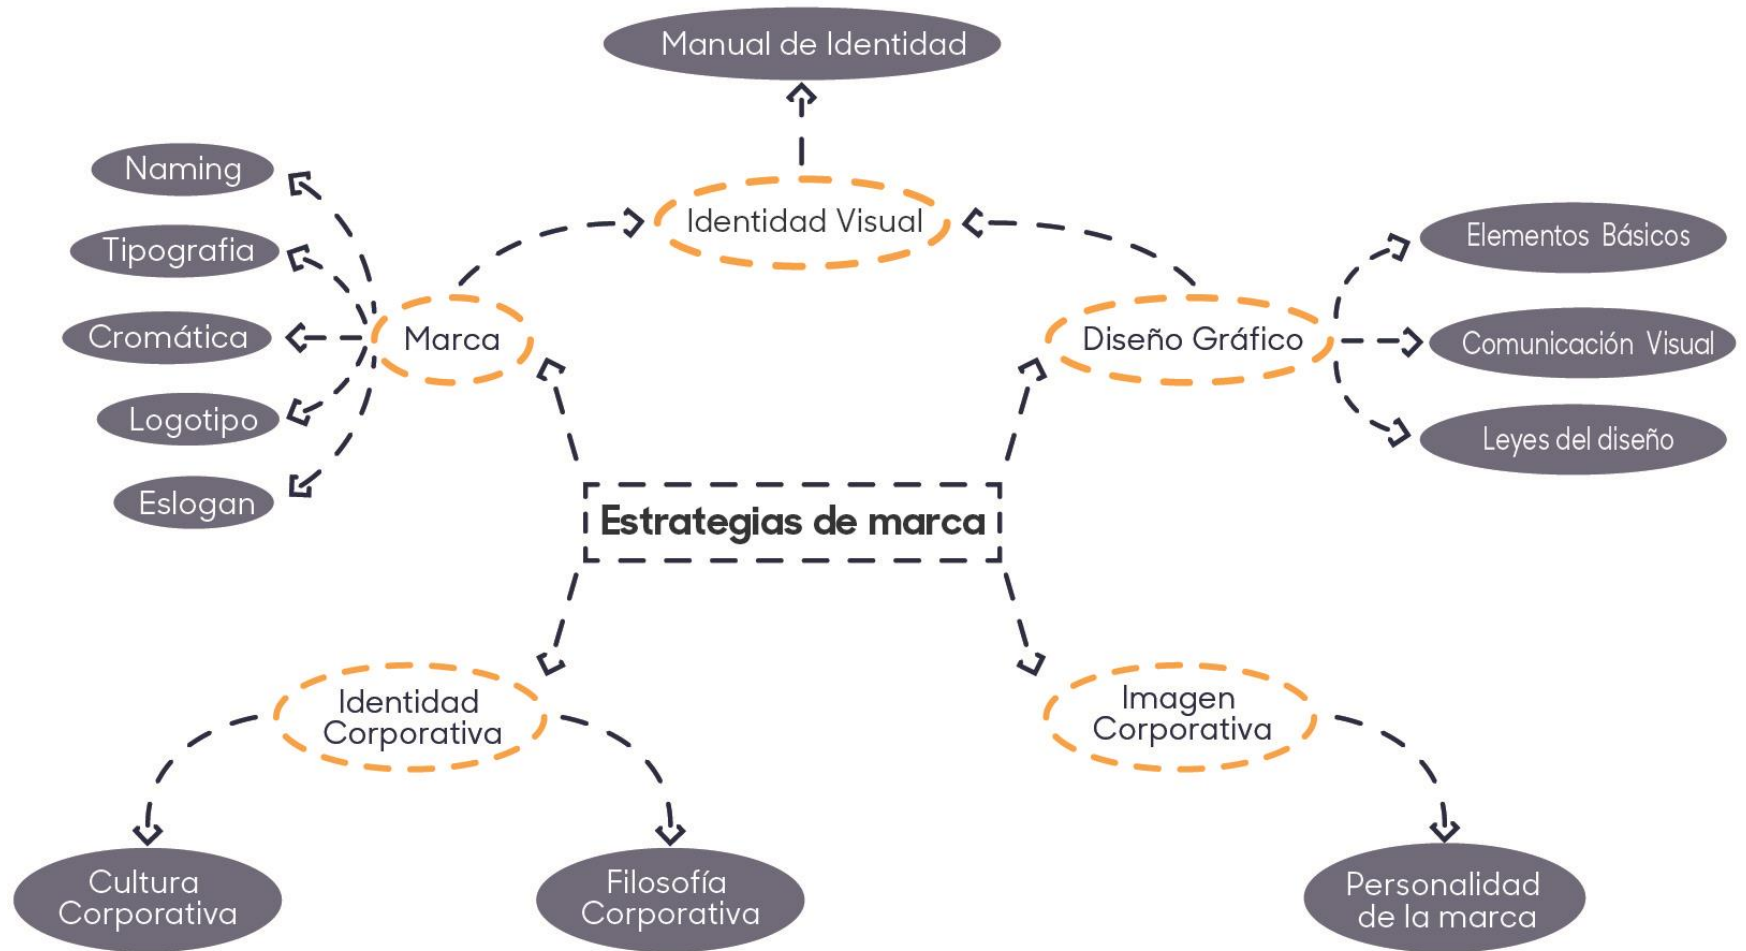 Manual de Identidad
Naming
Tipografia
Cromática
Logotipo
Eslogan
Identidad Visual
Marca
Diseño Gráfico
Elementos Básicos
Comunicación Visual
Leyes del diseño
Estrategias de marca
Identidad
Corporativa
Imagen
Corporativa
Cultura
Corporativa
Filosofía
Corporativa
Personalidad
de la marca